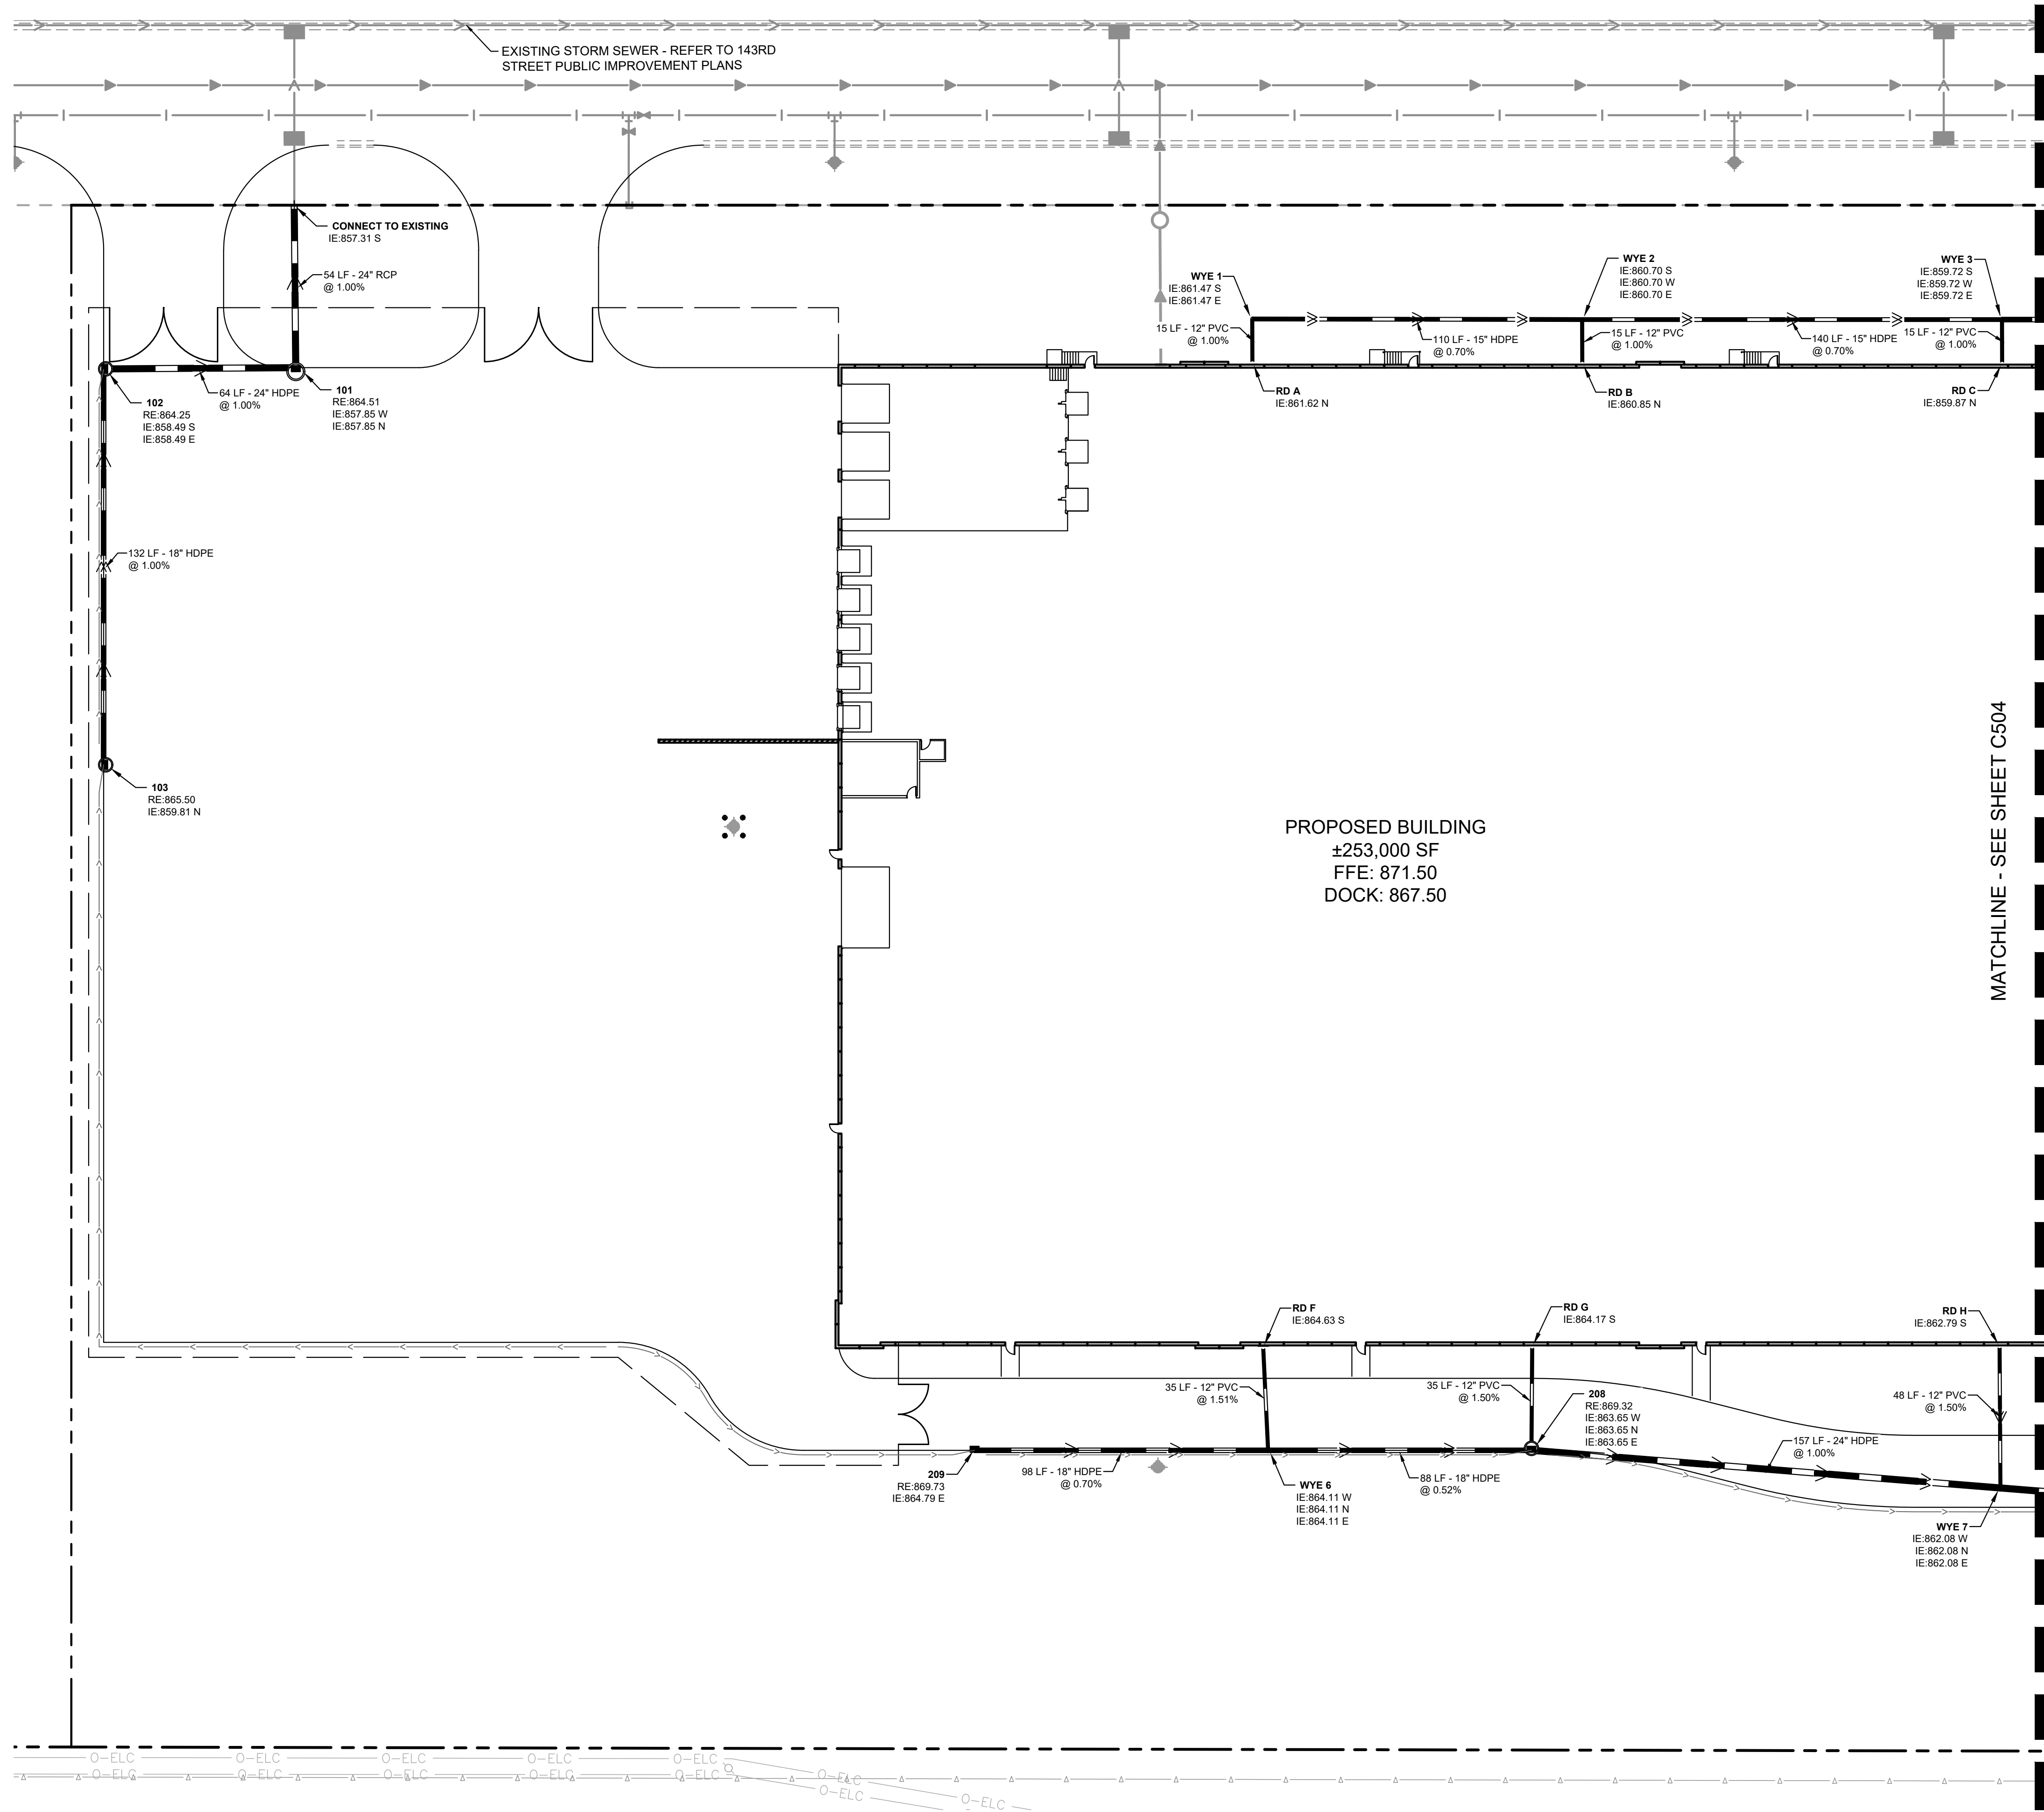 EXISTING STORM SEWER - REFER TO 143RD
STREET PUBLIC IMPROVEMENT PLANS
CONNECT TO EXISTING
IE:857.31 S
54 LF - 24" RCP
@ 1.00%
WYE 1
IE:861.47 S
IE:861.47 E
15 LF - 12" PVC
@ 1.00%
110 LF - 15" HDPE
@ 0.70%
WYE 2
IE:860.70 S
IE:860.70 W
IE:860.70 E
15 LF - 12" PVC
@ 1.00%
140 LF - 15" HDPE
@ 0.70%
WYE 3
IE:859.72 S
IE:859.72 W
IE:859.72 E
15 LF - 12" PVC
@ 1.00%
RD A
IE:861.62 N
RD B
IE:860.85 N
RD C
IE:859.87 N
102
RE:864.25
IE:858.49 S
IE:858.49 E
64 LF - 24" HDPE
@ 1.00%
101
RE:864.51
IE:857.85 W
IE:857.85 N
132 LF - 18" HDPE
@ 1.00%
103
RE:865.50
IE:859.81 N
PROPOSED BUILDING
±253,000 SF
FFE: 871.50
DOCK: 867.50
MATCHLINE - SEE SHEET C504
RD F
IE:864.63 S
RD G
IE:864.17 S
RD H
IE:862.79 S
35 LF - 12" PVC
@ 1.51%
35 LF - 12" PVC
@ 1.50%
208
RE:869.32
IE:863.65 W
IE:863.65 N
IE:863.65 E
48 LF - 12" PVC
@ 1.50%
157 LF - 24" HDPE
@ 1.00%
209
RE:869.73
IE:864.79 E
98 LF - 18" HDPE
@ 0.70%
WYE 6
IE:864.11 W
IE:864.11 N
IE:864.11 E
88 LF - 18" HDPE
@ 0.52%
WYE 7
IE:862.08 W
IE:862.08 N
IE:862.08 E
O-ELC O-ELC O-ELC O-ELC O-ELC
O-ELC O-ELC O-ELC O-ELC O-ELC O-ELC
O-ELC O-ELC